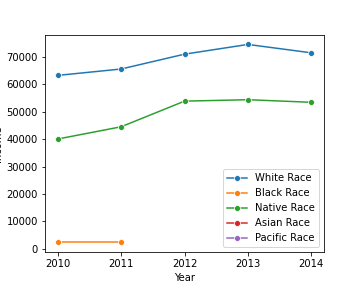 70000
60000
50000
40000
30000
20000
10000
0
White Race
Black Race
Native Race
Asian Race
Pacific Race
2010 2011 2012 2013 2014
Year